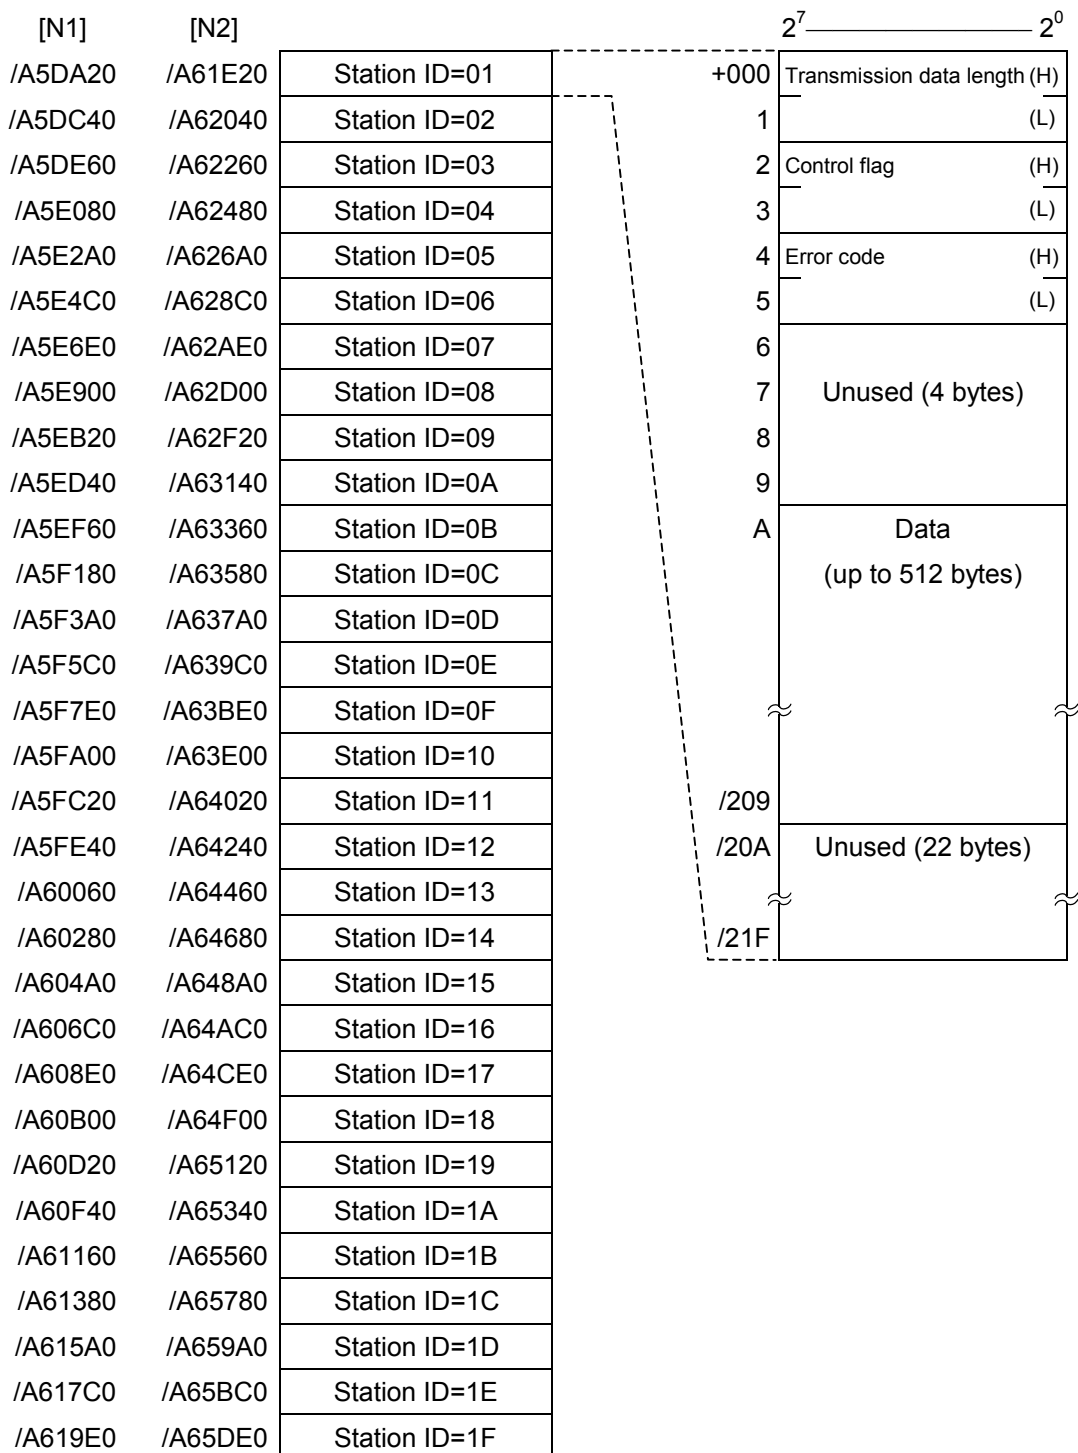 [N1] [N2] 2^7 2^0
/A5DA20 /A61E20 Station ID=01 +000 Transmission data length (H)
/A5DC40 /A62040 Station ID=02 1 (L)
/A5DE60 /A62260 Station ID=03 2 Control flag (H)
/A5E080 /A62480 Station ID=04 3 (L)
/A5E2A0 /A626A0 Station ID=05 4 Error code (H)
/A5E4C0 /A628C0 Station ID=06 5 (L)
/A5E6E0 /A62AE0 Station ID=07 6
/A5E900 /A62D00 Station ID=08 7 Unused (4 bytes)
/A5EB20 /A62F20 Station ID=09 8
/A5ED40 /A63140 Station ID=0A 9
/A5EF60 /A63360 Station ID=0B A Data
/A5F180 /A63580 Station ID=0C (up to 512 bytes)
/A5F3A0 /A637A0 Station ID=0D
/A5F5C0 /A639C0 Station ID=0E
/A5F7E0 /A63BE0 Station ID=0F
/A5FA00 /A63E00 Station ID=10
/A5FC20 /A64020 Station ID=11 /209
/A5FE40 /A64240 Station ID=12 /20A Unused (22 bytes)
/A60060 /A64460 Station ID=13
/A60280 /A64680 Station ID=14 /21F
/A604A0 /A648A0 Station ID=15
/A606C0 /A64AC0 Station ID=16
/A608E0 /A64CE0 Station ID=17
/A60B00 /A64F00 Station ID=18
/A60D20 /A65120 Station ID=19
/A60F40 /A65340 Station ID=1A
/A61160 /A65560 Station ID=1B
/A61380 /A65780 Station ID=1C
/A615A0 /A659A0 Station ID=1D
/A617C0 /A65BC0 Station ID=1E
/A619E0 /A65DE0 Station ID=1F